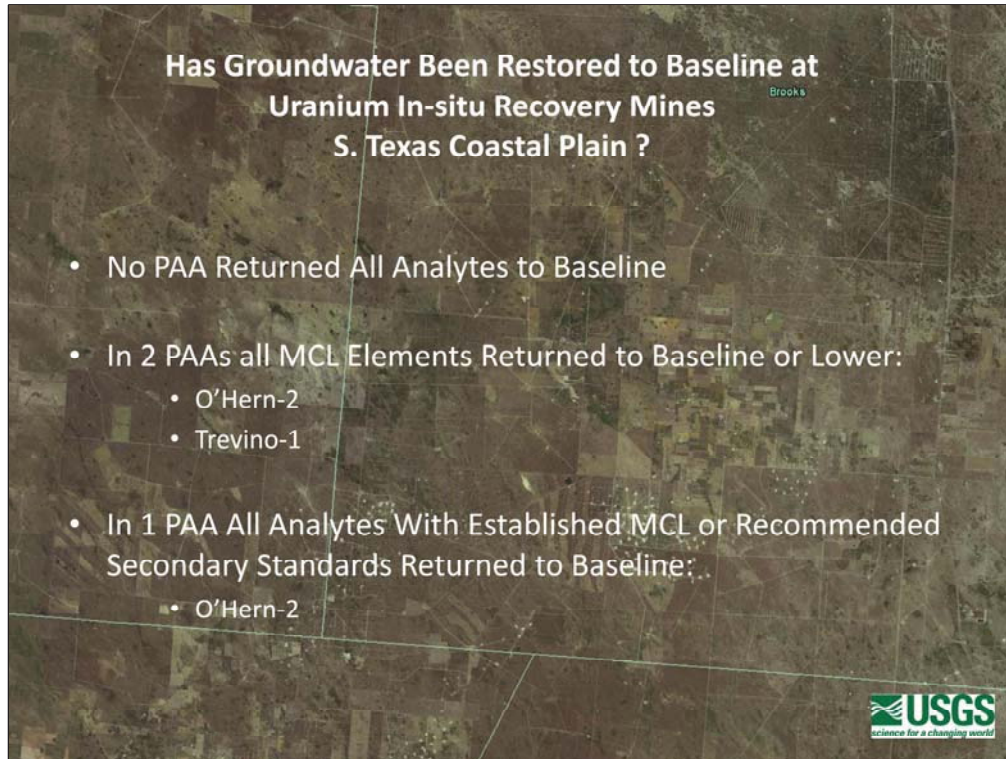 Has Groundwater Been Restored to Baseline at
Brooks
Uranium In-situ Recovery Mines
S. Texas Coastal Plain ?
• No PAA Returned All Analytes to Baseline
• In 2 PAAs all MCL Elements Returned to Baseline or Lower:
• O'Hern-2
• Trevino-1
• In 1 PAA All Analytes With Established MCL or Recommended
Secondary Standards Returned to Baseline:
• O'Hern-2
USGS
science for a changing world